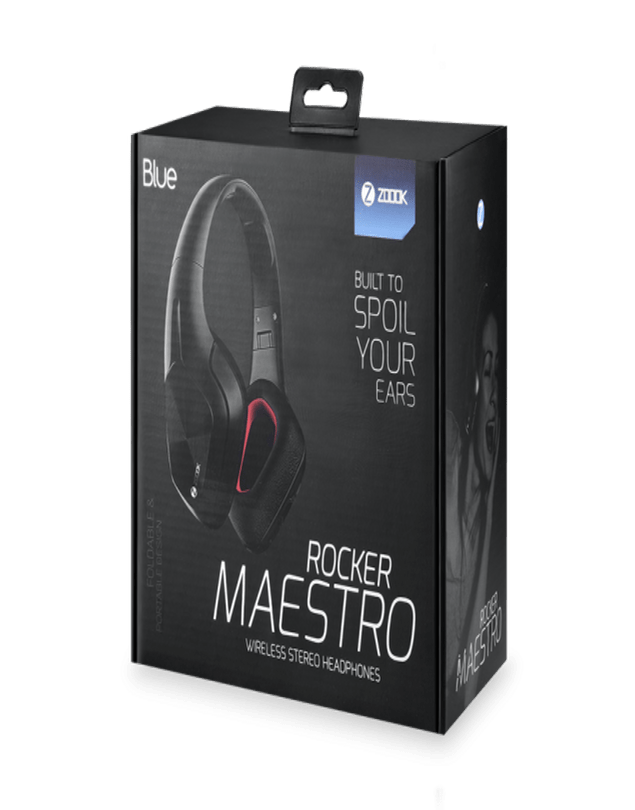 Blue
Z ZOOOK
BUILT TO
SPOIL
YOUR
EARS
FOLDABLE &
PORTABLE DESIGN
ROCKER
MAESTRO
WIRELESS STEREO HEADPHONES
Z
ROCKER
MAESTRO